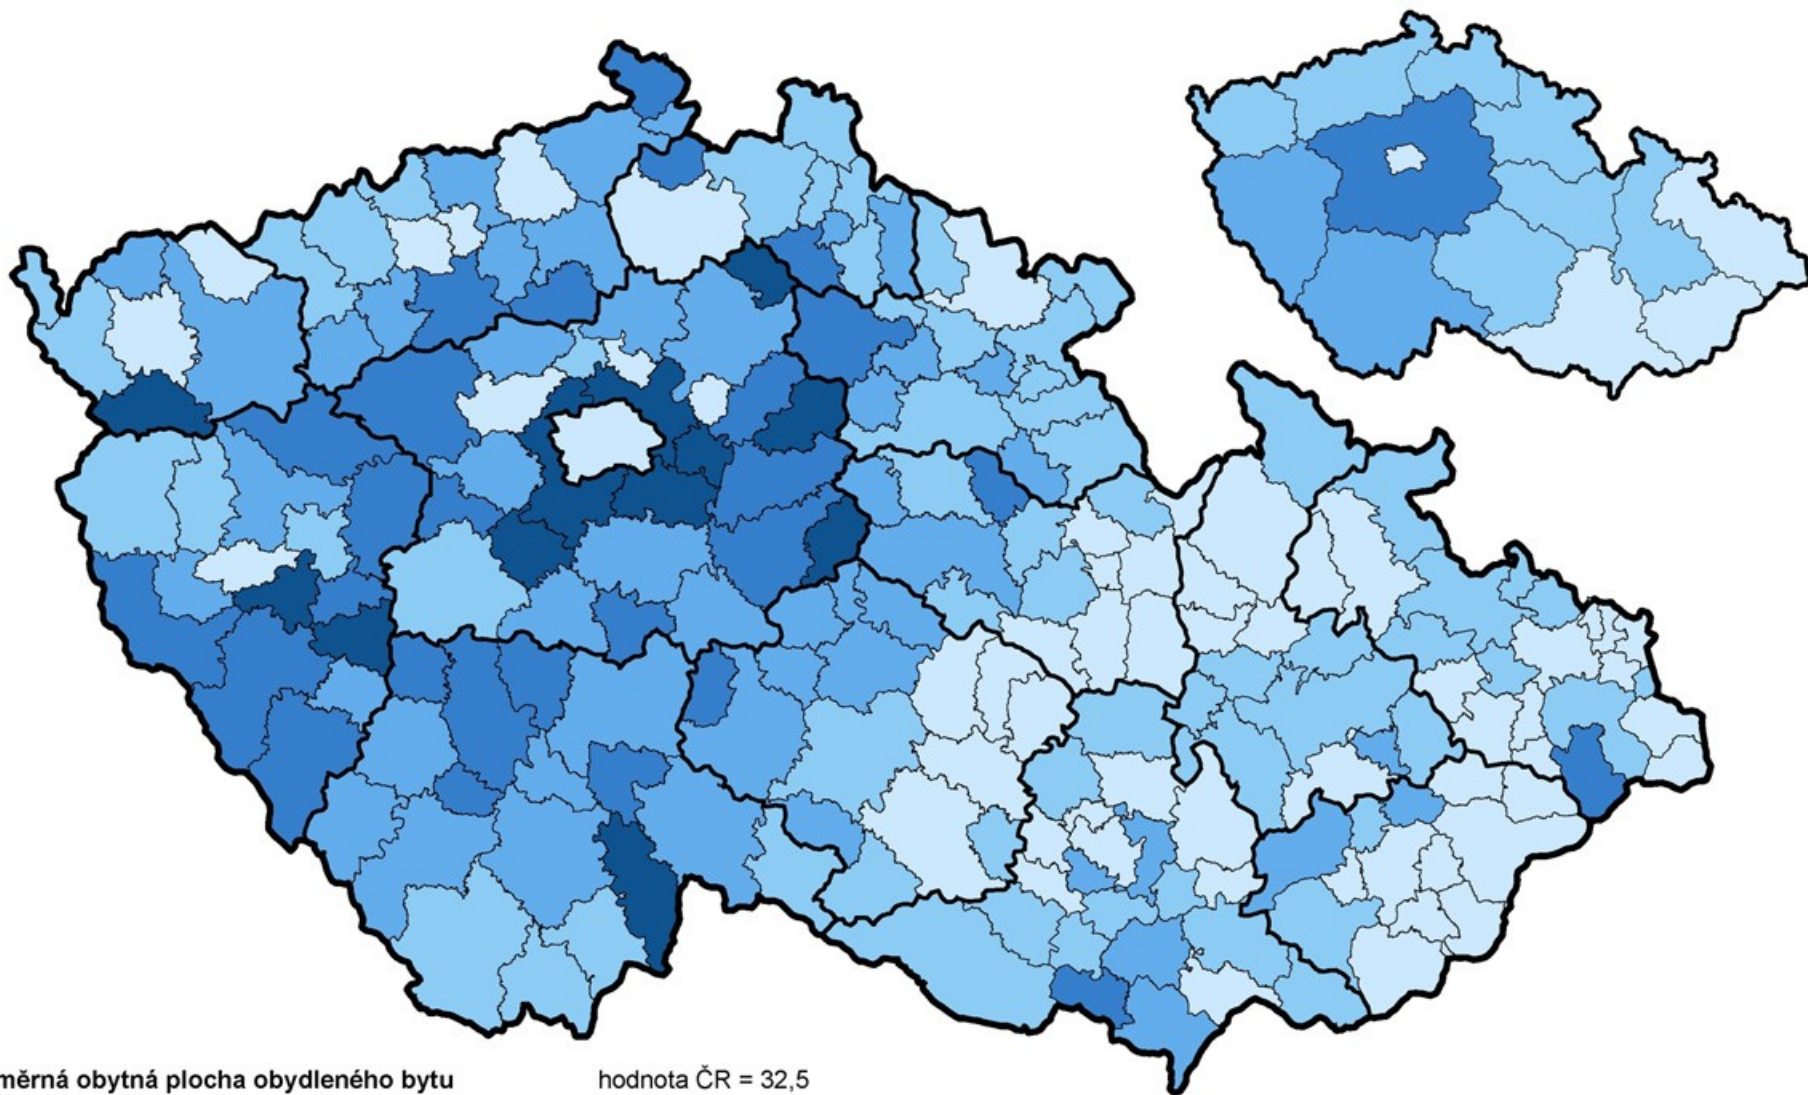 měrná obytná plocha obydleného bytu
hodnota ČR = 32,5